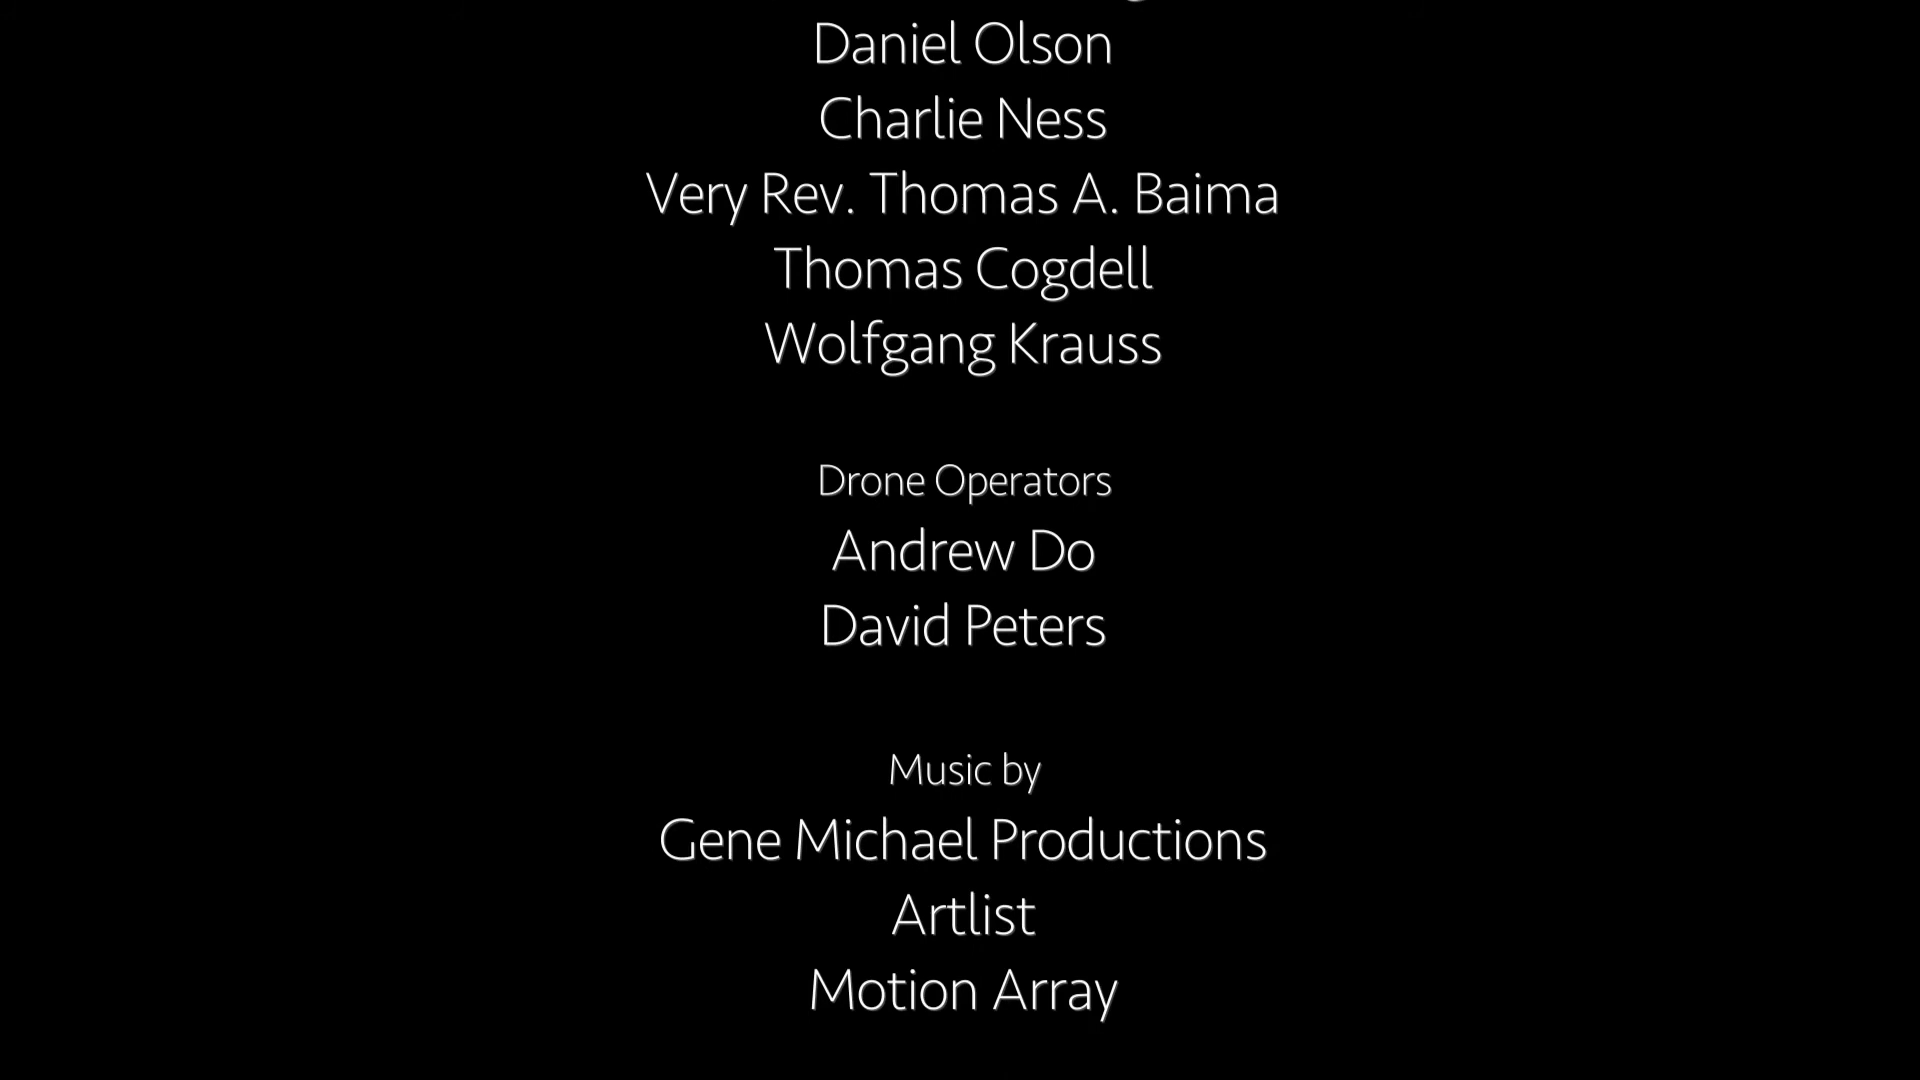 Daniel Olson
Charlie Ness
Very Rev. Thomas A. Baima
Thomas Cogdell
Wolfgang Krauss
Drone Operators
Andrew Do
David Peters
Music by
Gene Michael Productions
Artlist
Motion Array